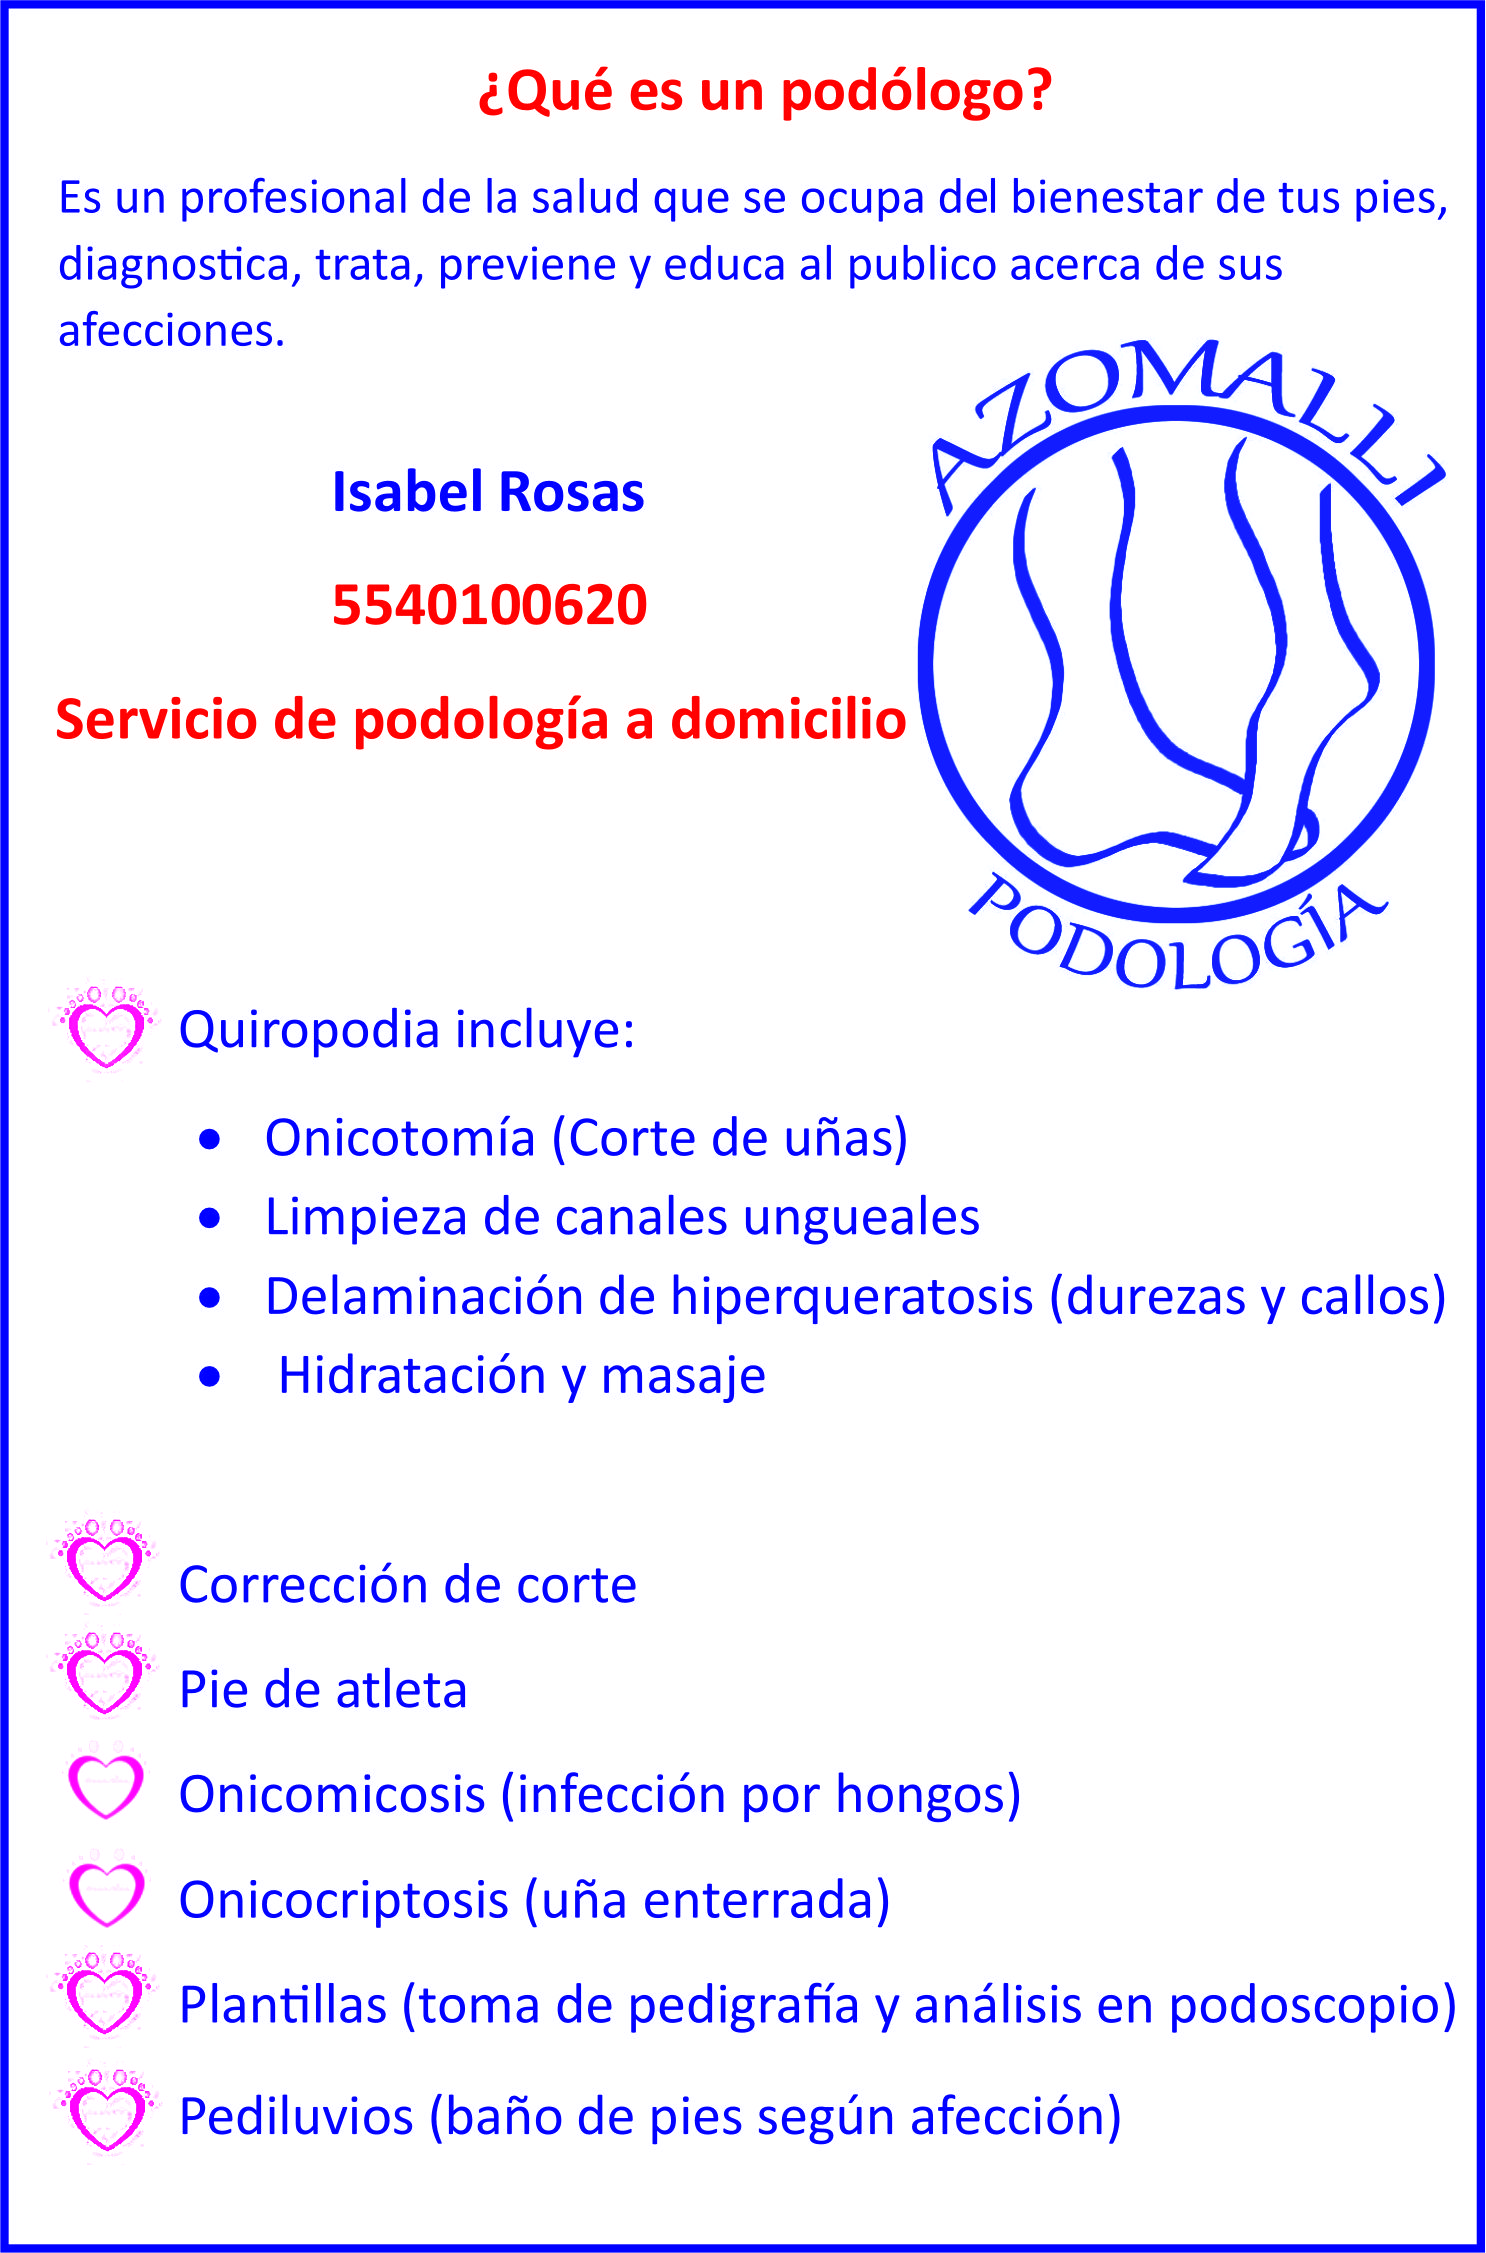 ¿Qué es un podólogo?
Es un profesional de la salud que se ocupa del bienestar de tus pies,
diagnostica, trata, previene y educa al publico acerca de sus
afecciones.
AZOMALLI
Isabel Rosas
5540100620
Servicio de podología a domicilio
PODOLOGÍA
Quiropodia incluye:
• Onicotomía (Corte de uñas)
• Limpieza de canales ungueales
• Delaminación de hiperqueratosis (durezas y callos)
• Hidratación y masaje
Corrección de corte
Pie de atleta
Onicomicosis (infección por hongos)
Onicocriptosis (uña enterrada)
Plantillas (toma de pedigrafía y análisis en podoscopio)
Pediluvios (baño de pies según afección)